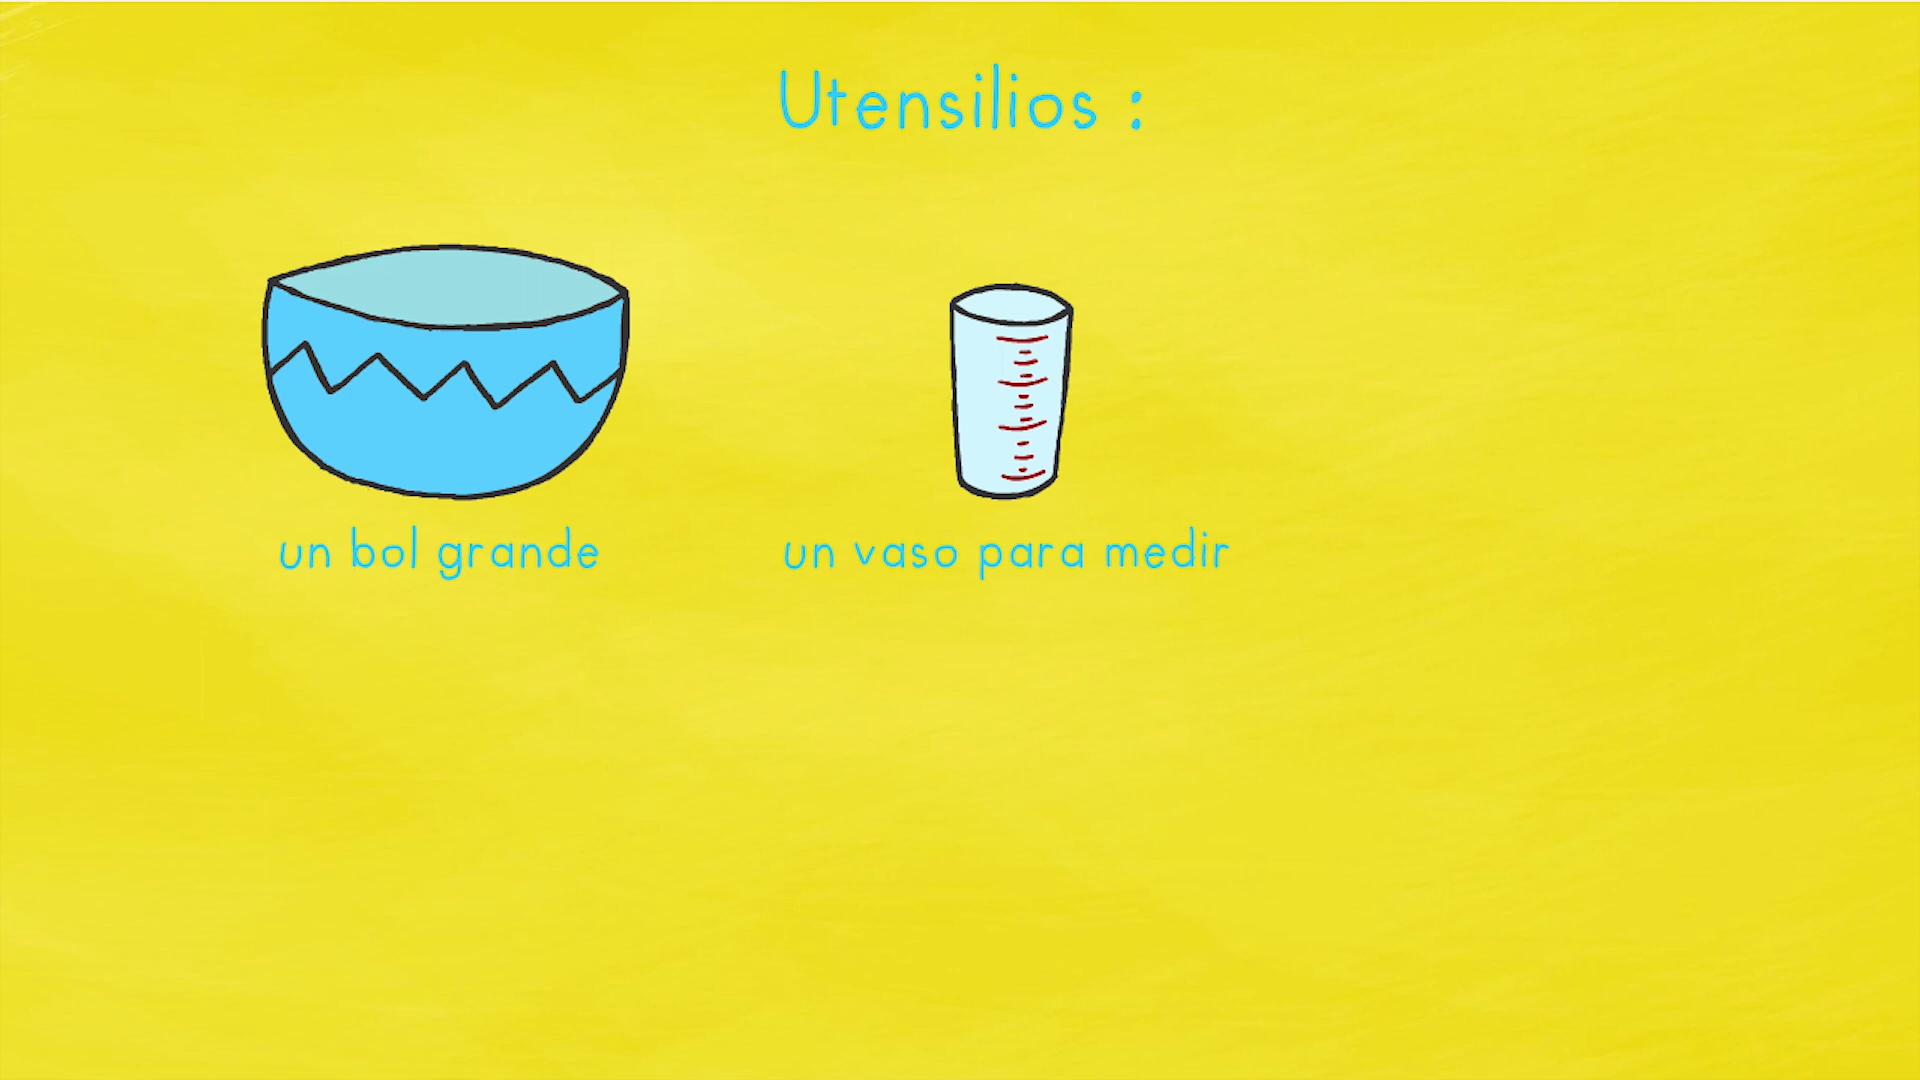 Utensilios :
un bol grande
un vaso para medir